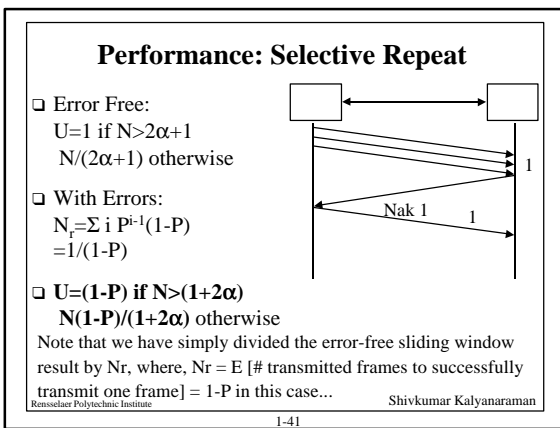 Performance: Selective Repeat
❑ Error Free:
U=1 if N>2α+1
N/(2α+1) otherwise
❑ With Errors:
Nr=Σ i P^{i-1}(1-P)
=1/(1-P)
❑ U=(1-P) if N>(1+2α)
N(1-P)/(1+2α) otherwise
1
Nak 1
1
Note that we have simply divided the error-free sliding window
result by Nr, where, Nr = E [# transmitted frames to successfully
transmit one frame] = 1-P in this case...
Rensselaer Polytechnic Institute
Shivkumar Kalyanaraman
1-41